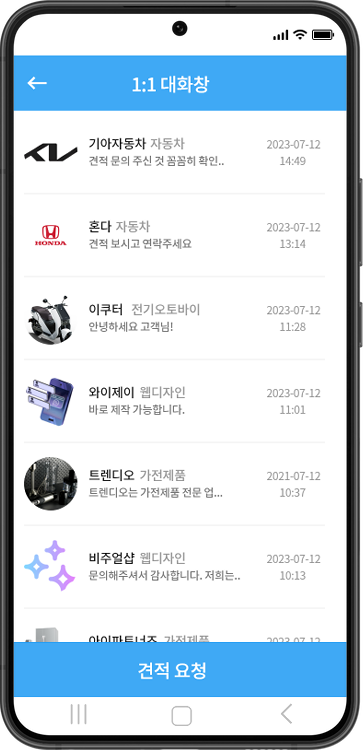 1:1 대화창
기아자동차 자동차
2023-07-12
견적 문의 주신 것 꼼꼼히 확인..
14:49
HONDA
혼다 자동차
2023-07-12
견적 보시고 연락주세요
13:14
이쿠터 전기오토바이
2023-07-12
안녕하세요 고객님!
11:28
와이제이 웹디자인
2023-07-12
바로 제작 가능합니다.
11:01
트렌디오 가전제품
2021-07-12
트렌디오는 가전제품 전문 업...
10:37
비주얼샵 웹디자인
2023-07-12
문의해주셔서 감사합니다. 저희는..
10:13
가전제품
2023-07-12
견적 요청